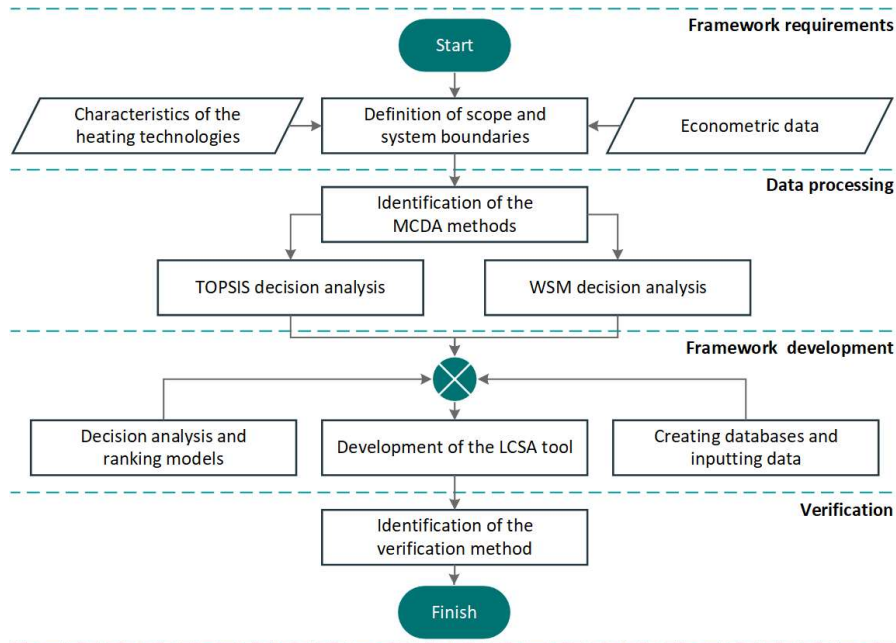 Framework requirements
Start
Characteristics of the
heating technologies
Definition of scope and
system boundaries
Econometric data
Data processing
Identification of the
MCDA methods
TOPSIS decision analysis
WSM decision analysis
Framework development
Decision analysis and
ranking models
Development of the LCSA tool
Creating databases and
inputting data
Verification
Identification of the
verification method
Finish